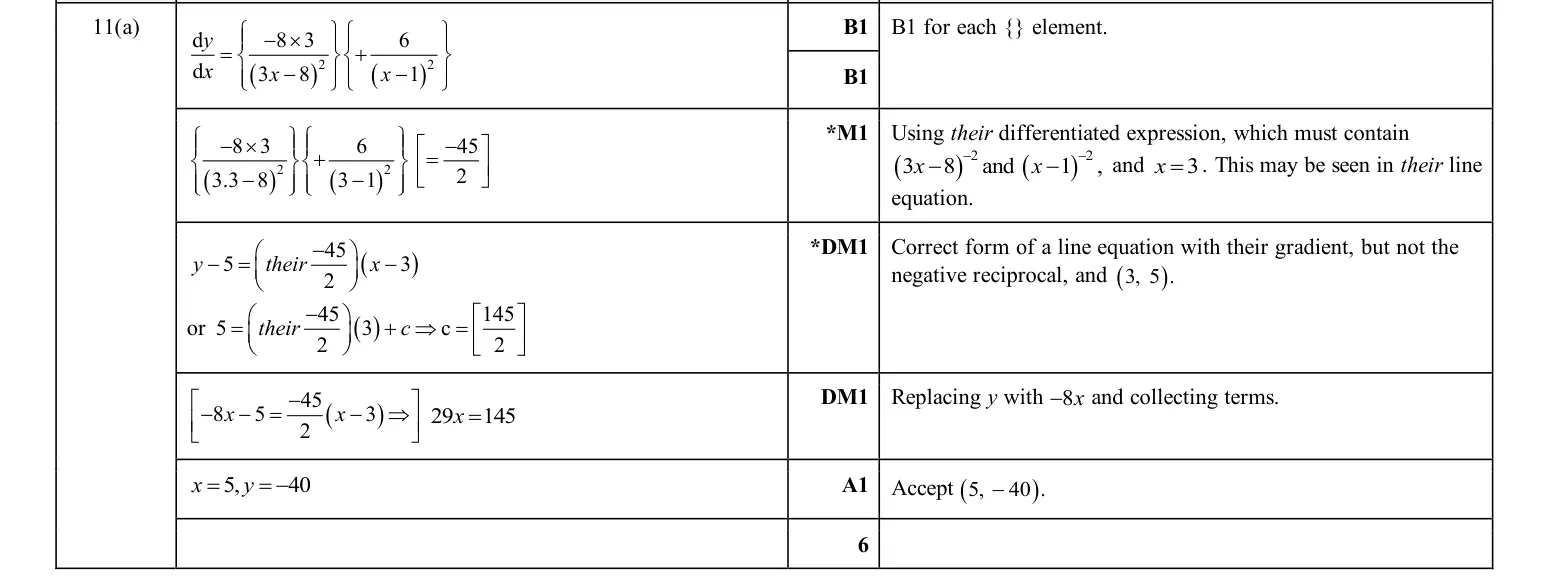 11(a)
dy/dx = {(−8×3)/(3x−8)²}{+ 6/(x−1)²}
B1
B1 for each {} element.
B1
{(−8×3)/(3.3−8)²}{+ 6/(3−1)²} [= −45/2]
*M1
Using their differentiated expression, which must contain
(3x−8)⁻² and (x−1)⁻², and x = 3. This may be seen in their line
equation.
y − 5 = (their −45/2)(x − 3)
or 5 = (their −45/2)(3) + c ⇒ c = [145/2]
*DM1
Correct form of a line equation with their gradient, but not the
negative reciprocal, and (3, 5).
[−8x − 5 = −45/2 (x − 3) ⇒] 29x = 145
DM1
Replacing y with −8x and collecting terms.
x = 5, y = −40
A1
Accept (5, −40).
6